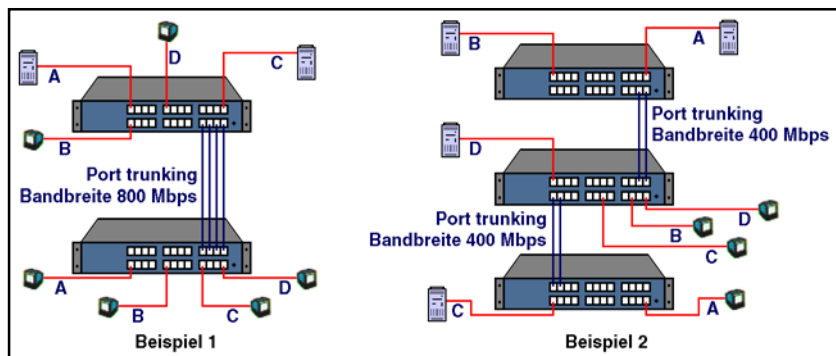 D
A
C
B
Port trunking
Bandbreite 800 Mbps
A
B
C
D
Beispiel 1
B
A
Port trunking
Bandbreite 400 Mbps
D
D
B
C
Port trunking
Bandbreite 400 Mbps
C
A
Beispiel 2